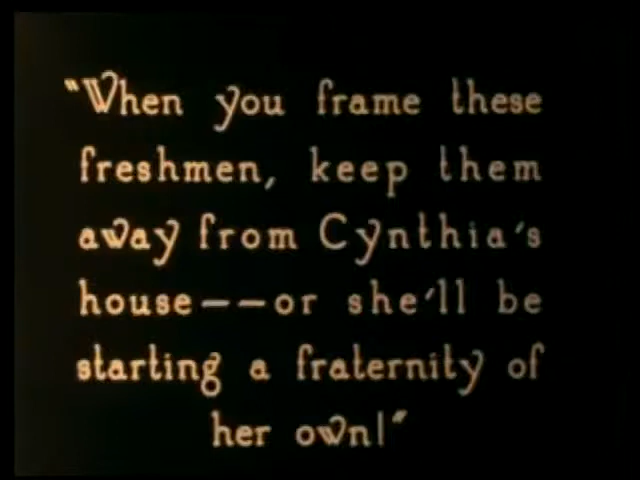 "When you frame these
freshmen, keep them
away from Cynthia's
house--or she'll be
starting a fraternity of
her own!"